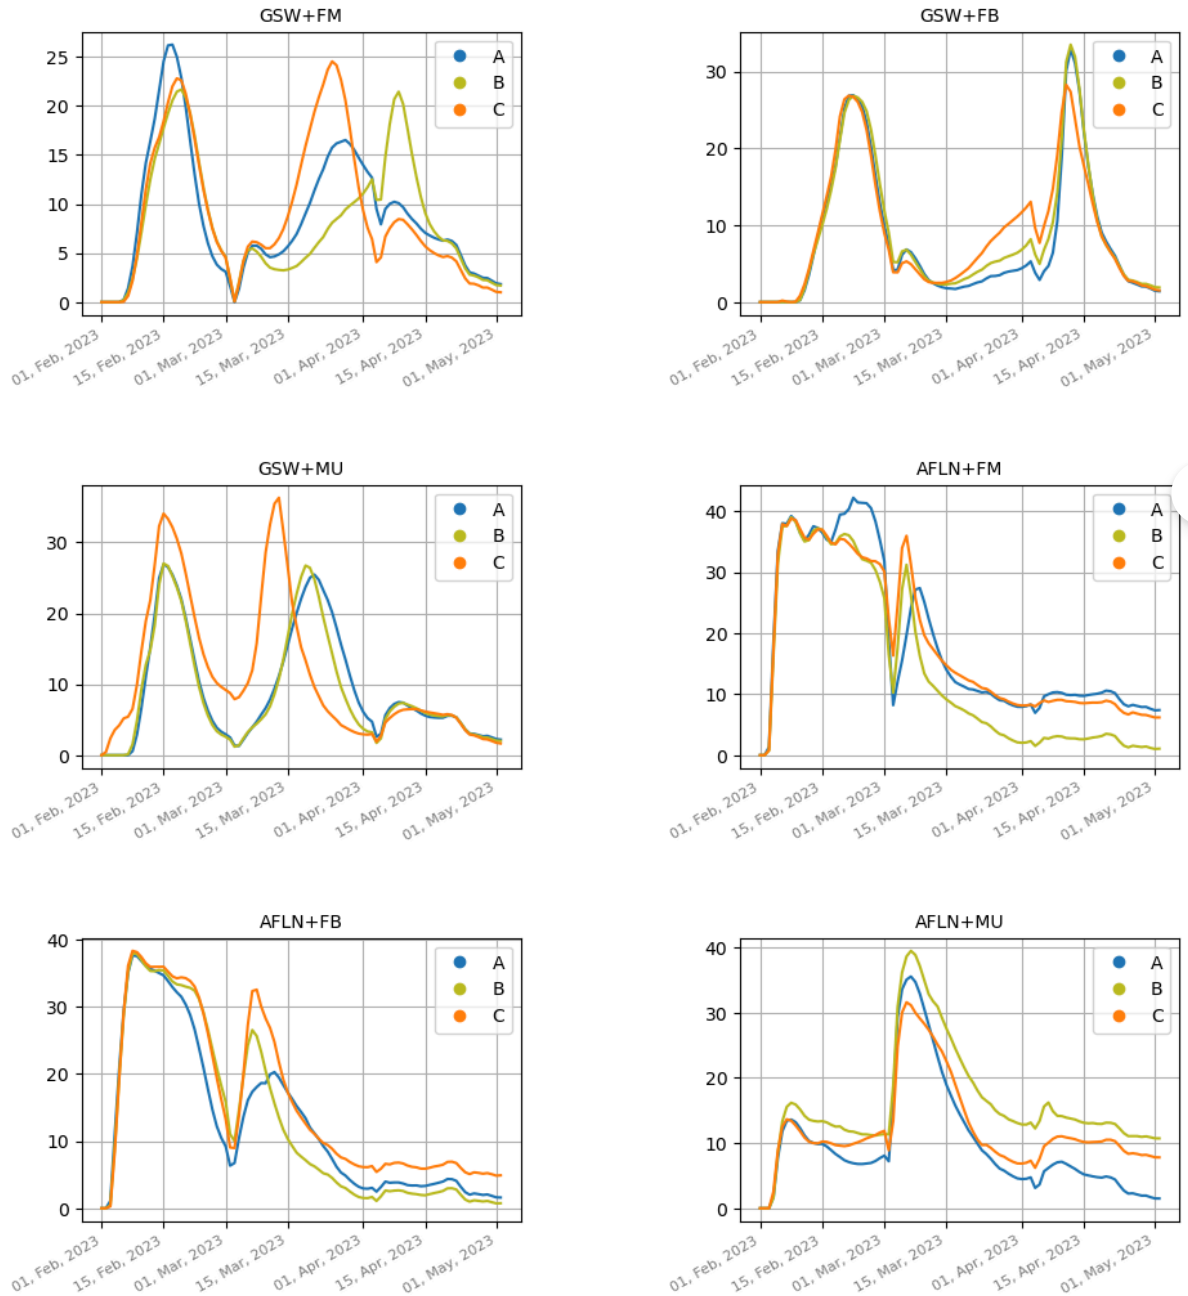 GSW+FM
25
20
15
10
5
0
A
B
C
01, Feb, 2023
15, Feb, 2023
01, Mar, 2023
15, Mar, 2023
01, Apr, 2023
15, Apr, 2023
01, May, 2023
GSW+FB
30
20
10
0
A
B
C
01, Feb, 2023
15, Feb, 2023
01, Mar, 2023
15, Mar, 2023
01, Apr, 2023
15, Apr, 2023
01, May, 2023
GSW+MU
30
20
10
0
A
B
C
01, Feb, 2023
15, Feb, 2023
01, Mar, 2023
15, Mar, 2023
01, Apr, 2023
15, Apr, 2023
01, May, 2023
AFLN+FM
40
30
20
10
0
A
B
C
01, Feb, 2023
15, Feb, 2023
01, Mar, 2023
15, Mar, 2023
01, Apr, 2023
15, Apr, 2023
01, May, 2023
AFLN+FB
40
30
20
10
0
A
B
C
01, Feb, 2023
15, Feb, 2023
01, Mar, 2023
15, Mar, 2023
01, Apr, 2023
15, Apr, 2023
01, May, 2023
AFLN+MU
40
30
20
10
0
A
B
C
01, Feb, 2023
15, Feb, 2023
01, Mar, 2023
15, Mar, 2023
01, Apr, 2023
15, Apr, 2023
01, May, 2023